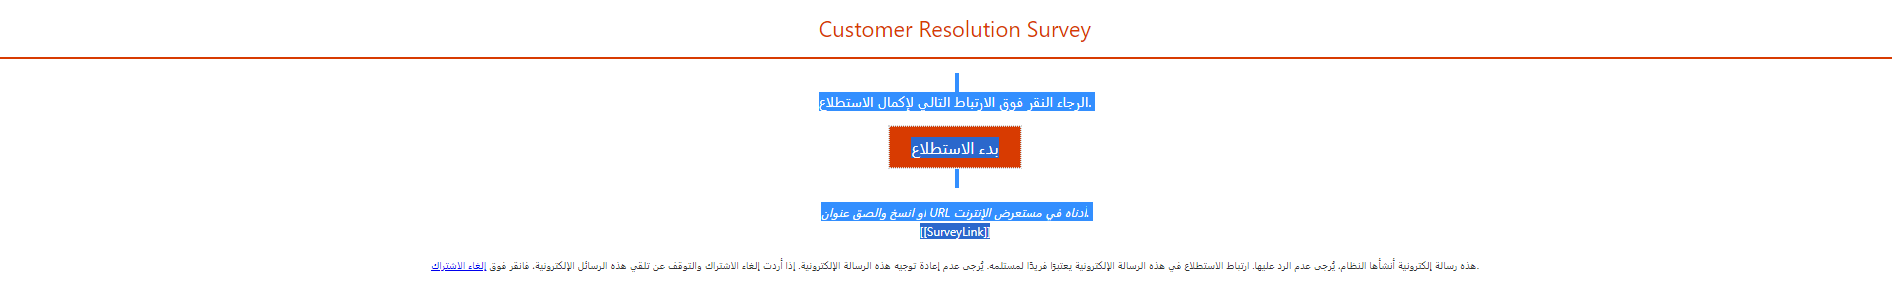 Customer Resolution Survey
الرجاء النقر فوق الارتباط التالي لإكمال الاستطلاع.
بدء الاستطلاع
او انسخ والصق عنوان URL أدناه في مستعرض الإنترنت.
[[SurveyLink]]
هذه رسالة إلكترونية أنشأها النظام، يُرجى عدم الرد عليها. ارتباط الاستطلاع في هذه الرسالة الإلكترونية يعتبرًا فريدًا لمستلمه. يُرجى عدم إعادة توجيه هذه الرسالة الإلكترونية. إذا أردت إلغاء الاشتراك والتوقف عن تلقي هذه الرسائل الإلكترونية، فانقر فوق إلغاء الاشتراك.